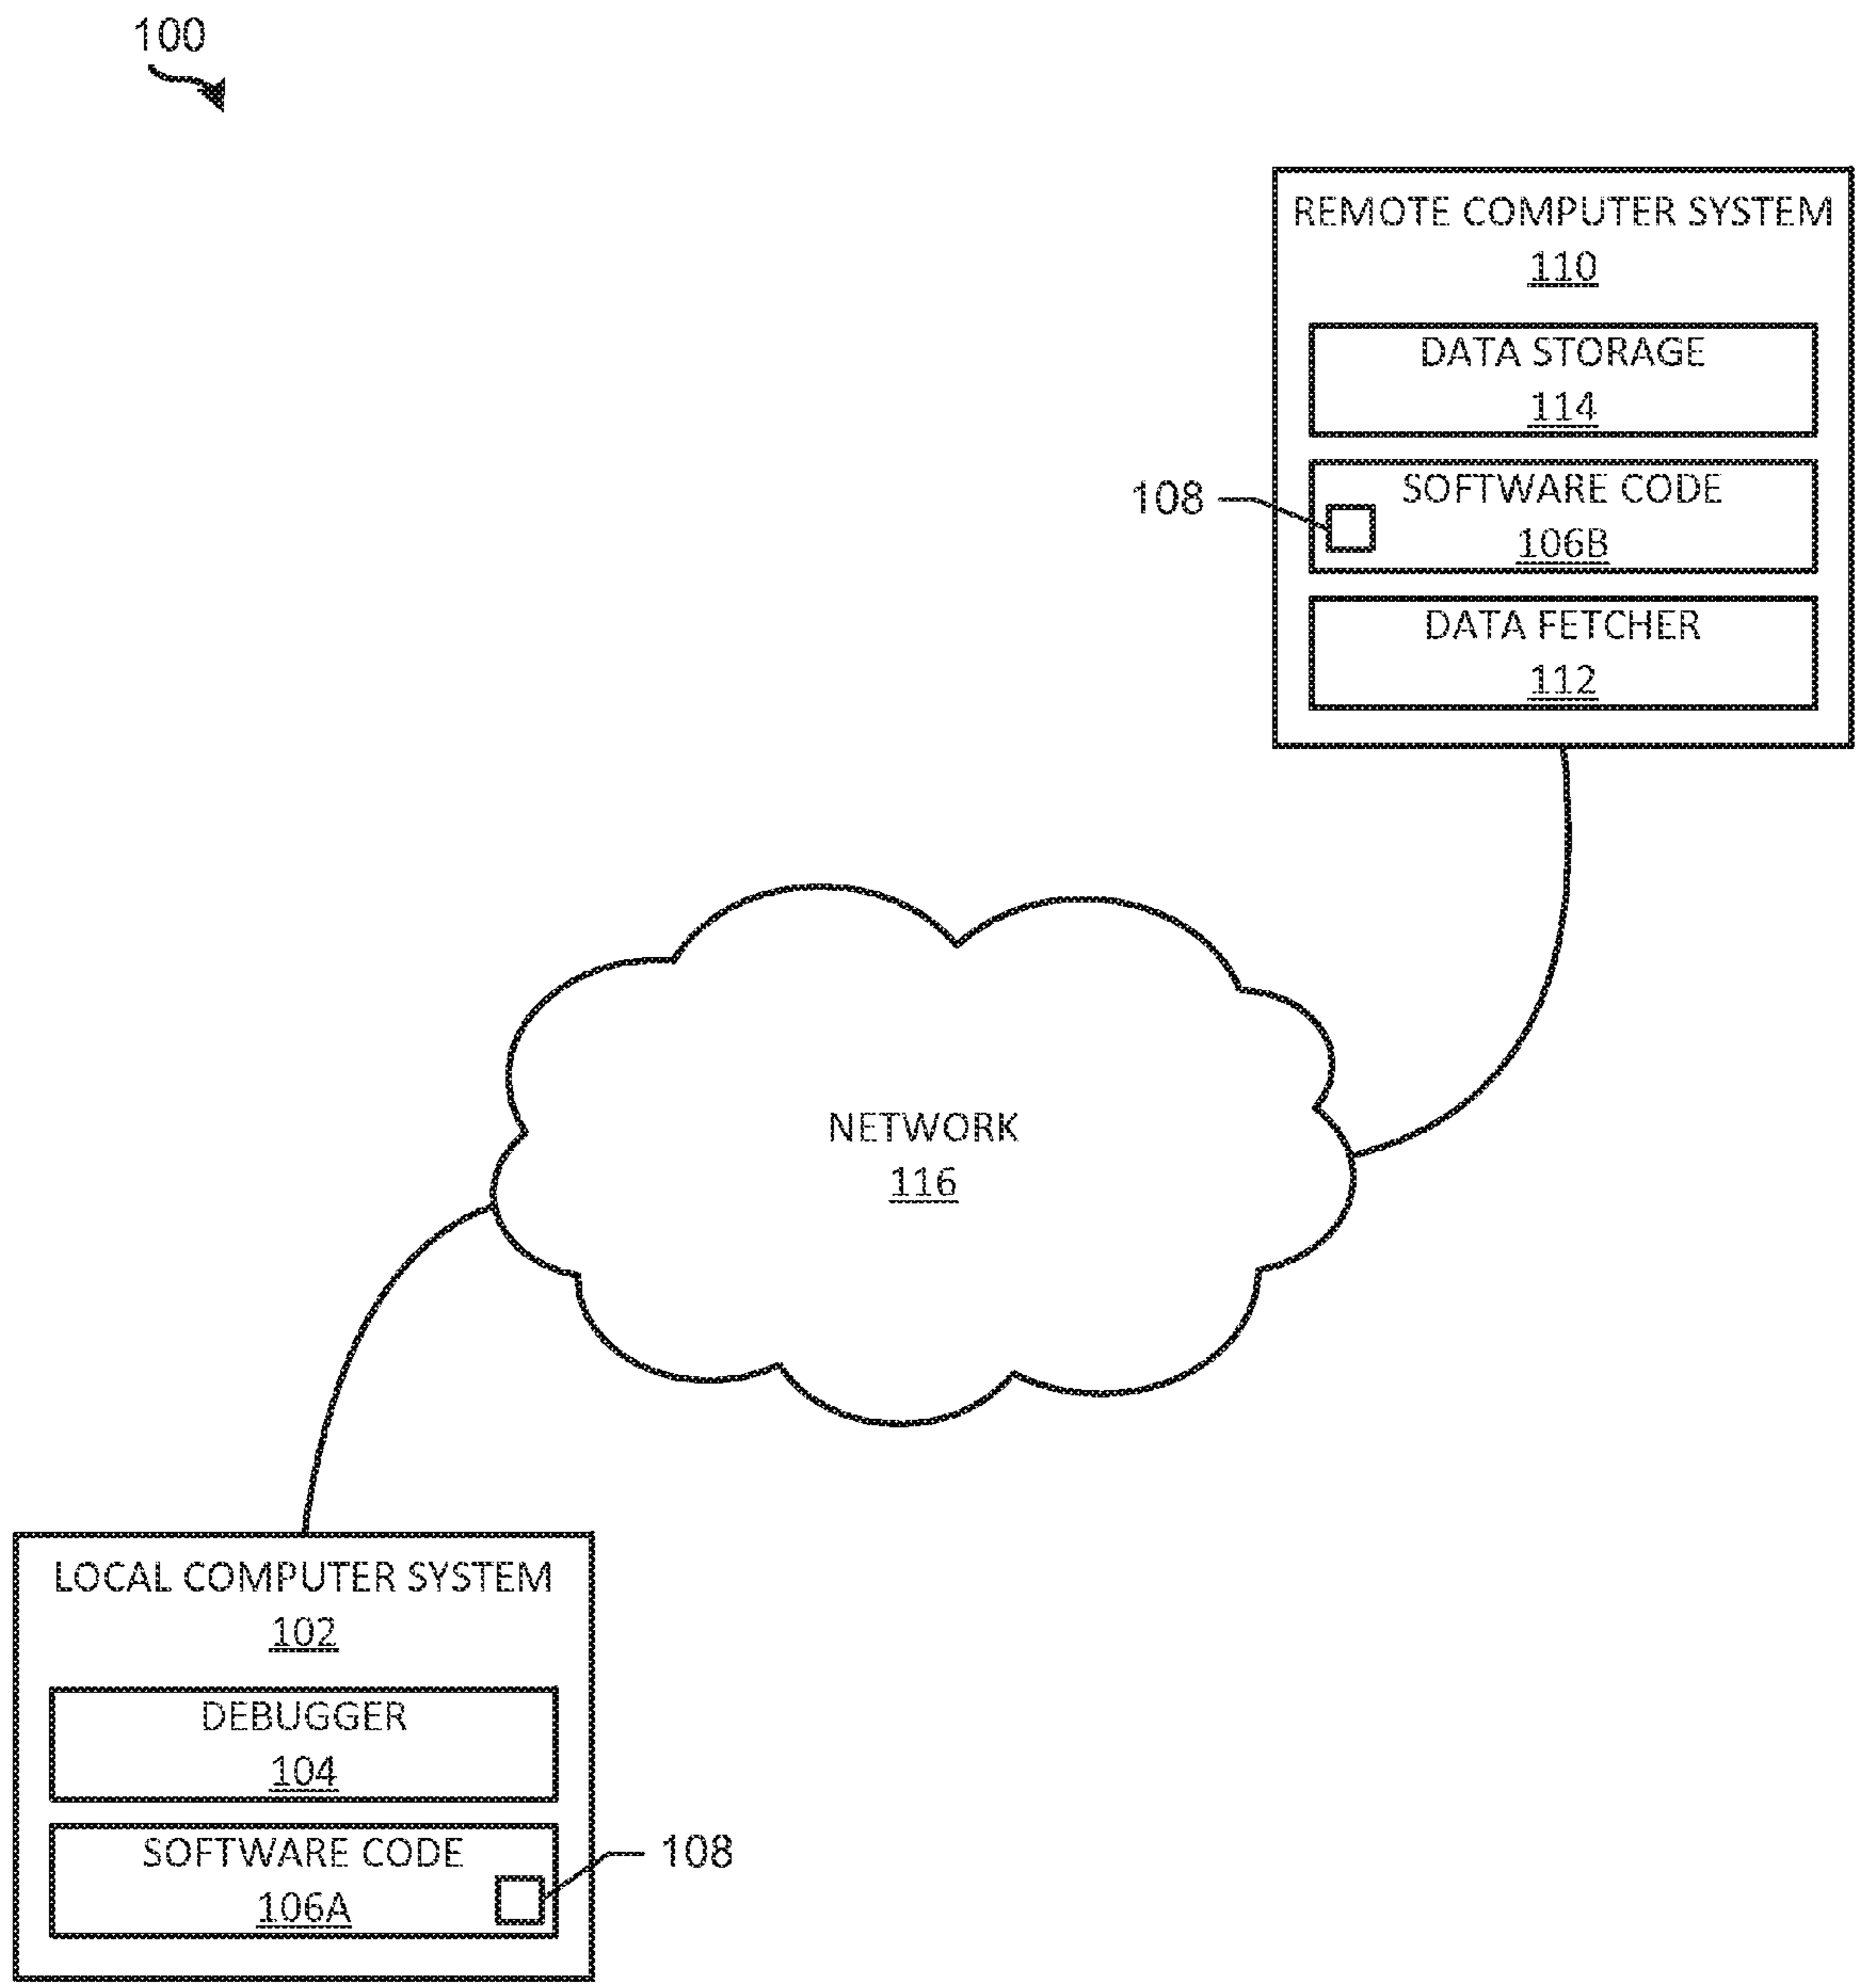 100
REMOTE COMPUTER SYSTEM
110
DATA STORAGE
114
108
SOFTWARE CODE
106B
DATA FETCHER
112
NETWORK
116
LOCAL COMPUTER SYSTEM
102
DEBUGGER
104
SOFTWARE CODE
106A
108